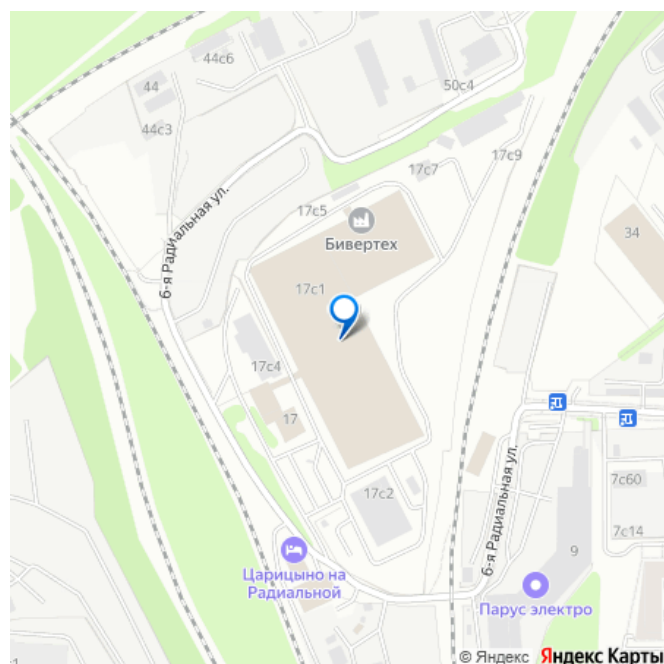 44с6
44
50с4
44с3
17с9
17с7
6-я Радиальная ул.
17с5
Бивертех
34
17с1
17с4
17
6-я Радиальная ул.
7с60
17с2
7с14
9
Царицыно на
Радиальной
Парус электро
1
© Яндекс Яндекс Карты